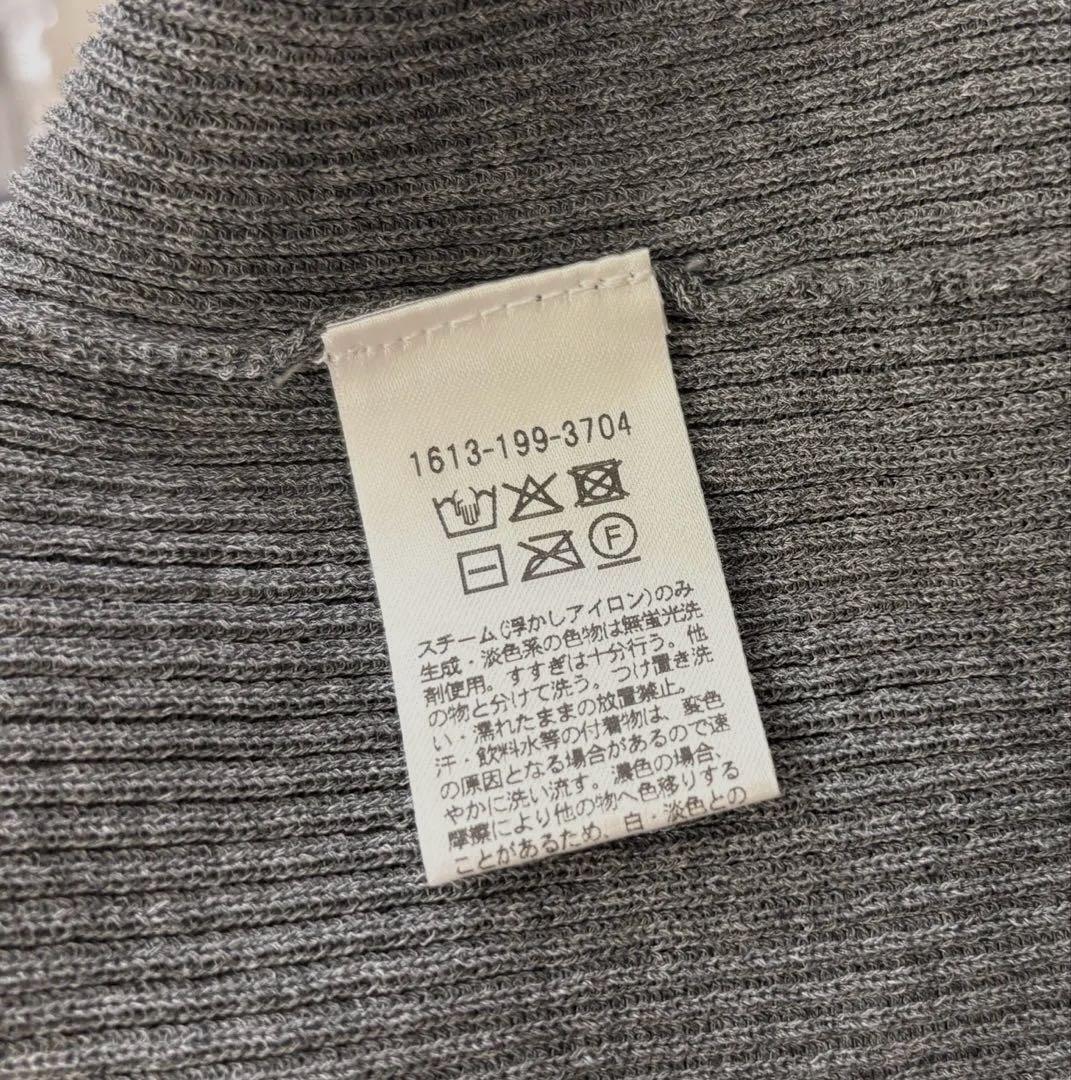 1613-199-3704
F
スチーム(浮かしアイロン)のみ
生成・淡色系の色物は無蛍光洗
剤使用。すすぎは十分行う。他
の物と分けて洗う。つけ置き洗
い・濡れたままの放置禁止。
汗・飲料水等の付着物は、変色
の原因となる場合があるので速
やかに洗い流す。濃色の場合、
摩擦により他の物へ色移りする
ことがあるため、白・淡色との